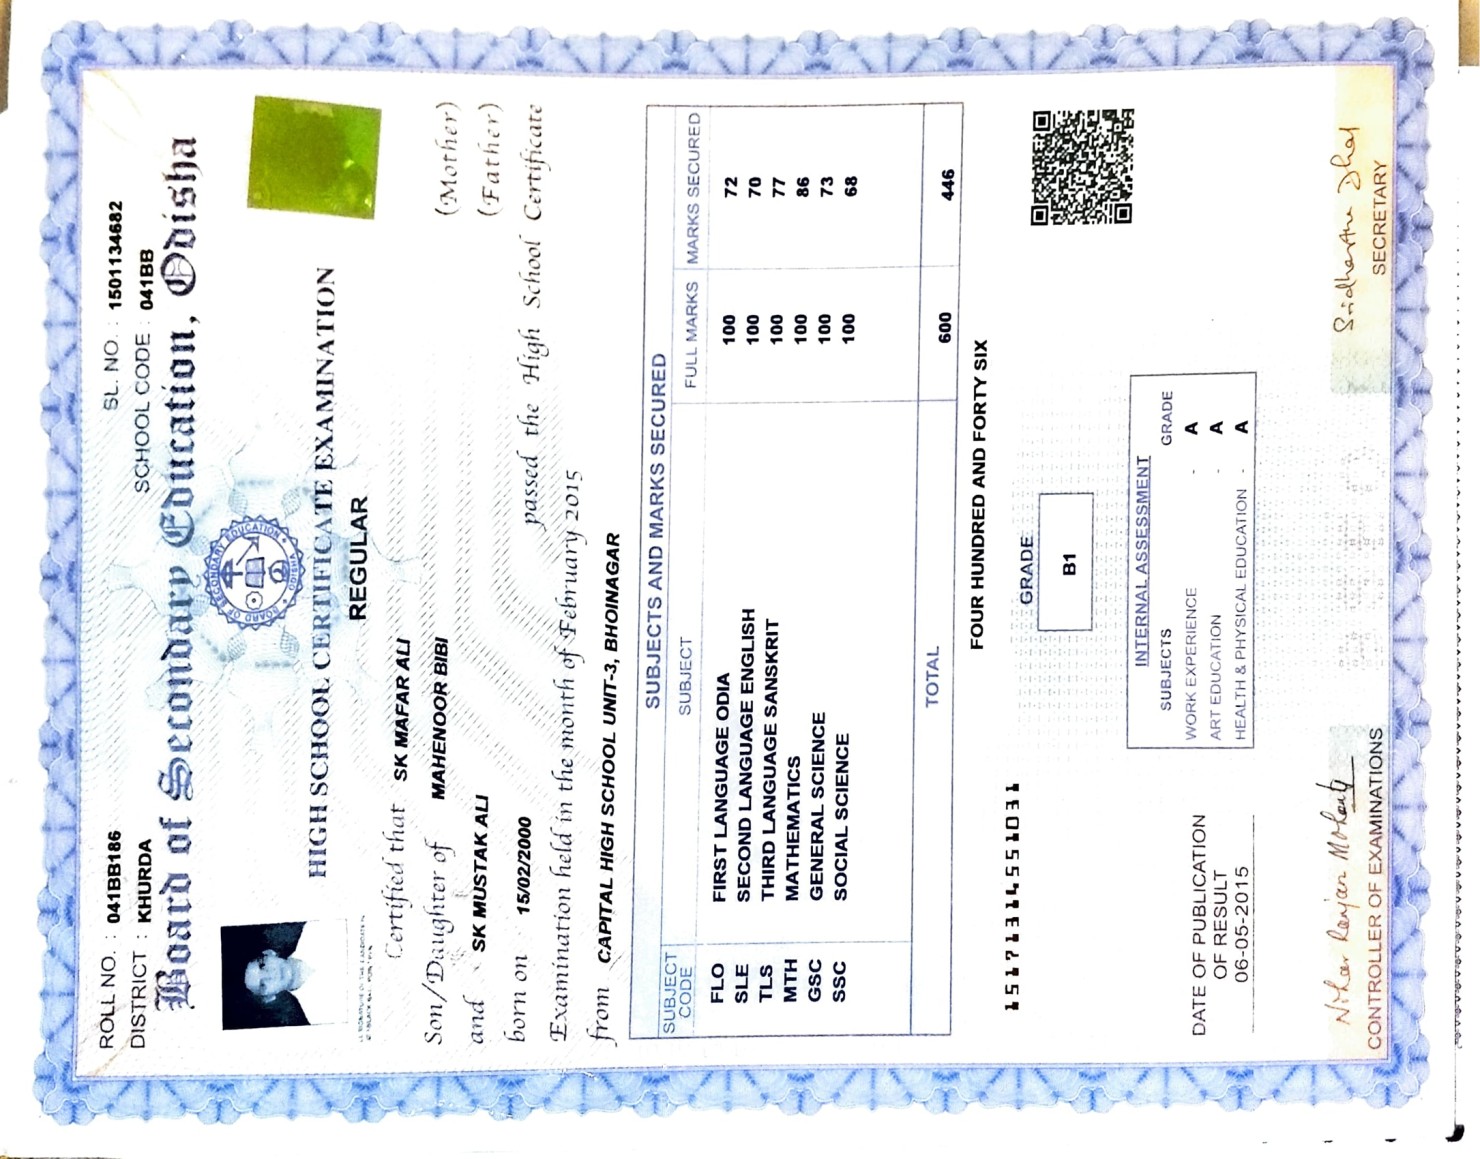 ROLL NO. : 041BB186 SL. NO. : 1501134682
DISTRICT : KHURDA SCHOOL CODE : 041BB
Board of Secondary Education, Odisha
BOARD OF SECONDARY EDUCATION ODISHA
HIGH SCHOOL CERTIFICATE EXAMINATION
REGULAR
Certified that SK MAFAR ALI
Son/Daughter of MAHENOOR BIBI (Mother)
and SK MUSTAK ALI (Father)
born on 15/02/2000 passed the High School Certificate
Examination held in the month of February 2015
from CAPITAL HIGH SCHOOL UNIT-3, BHOINAGAR
SUBJECTS AND MARKS SECURED
SUBJECT CODE SUBJECT FULL MARKS MARKS SECURED
FLO FIRST LANGUAGE ODIA 100 72
SLE SECOND LANGUAGE ENGLISH 100 70
TLS THIRD LANGUAGE SANSKRIT 100 77
MTH MATHEMATICS 100 86
GSC GENERAL SCIENCE 100 73
SSC SOCIAL SCIENCE 100 68
TOTAL 600 446
FOUR HUNDRED AND FORTY SIX
15171314551031
GRADE
B1
INTERNAL ASSESSMENT
SUBJECTS GRADE
WORK EXPERIENCE - A
ART EDUCATION - A
HEALTH & PHYSICAL EDUCATION - A
DATE OF PUBLICATION
OF RESULT
06-05-2015
Nihar Ranjan Mohanty
CONTROLLER OF EXAMINATIONS
SECRETARY